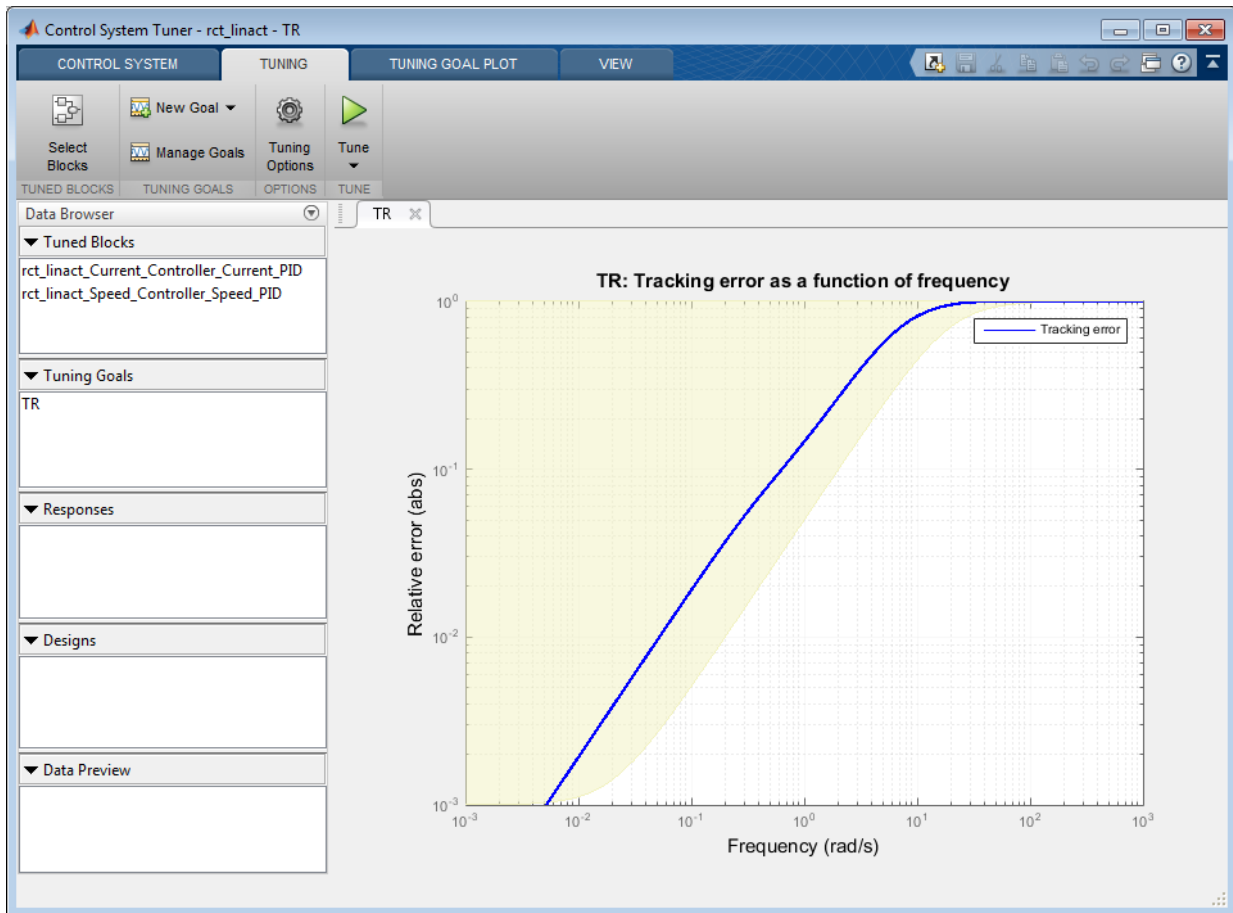 Control System Tuner - rct_linact - TR
CONTROL SYSTEM TUNING TUNING GOAL PLOT VIEW
Select Blocks
New Goal
Manage Goals
Tuning Options
Tune
TUNED BLOCKS TUNING GOALS OPTIONS TUNE
Data Browser
Tuned Blocks
rct_linact_Current_Controller_Current_PID
rct_linact_Speed_Controller_Speed_PID
Tuning Goals
TR
Responses
Designs
Data Preview
TR
TR: Tracking error as a function of frequency
Tracking error
Relative error (abs)
10^0
10^-1
10^-2
10^-3
10^-3 10^-2 10^-1 10^0 10^1 10^2 10^3
Frequency (rad/s)